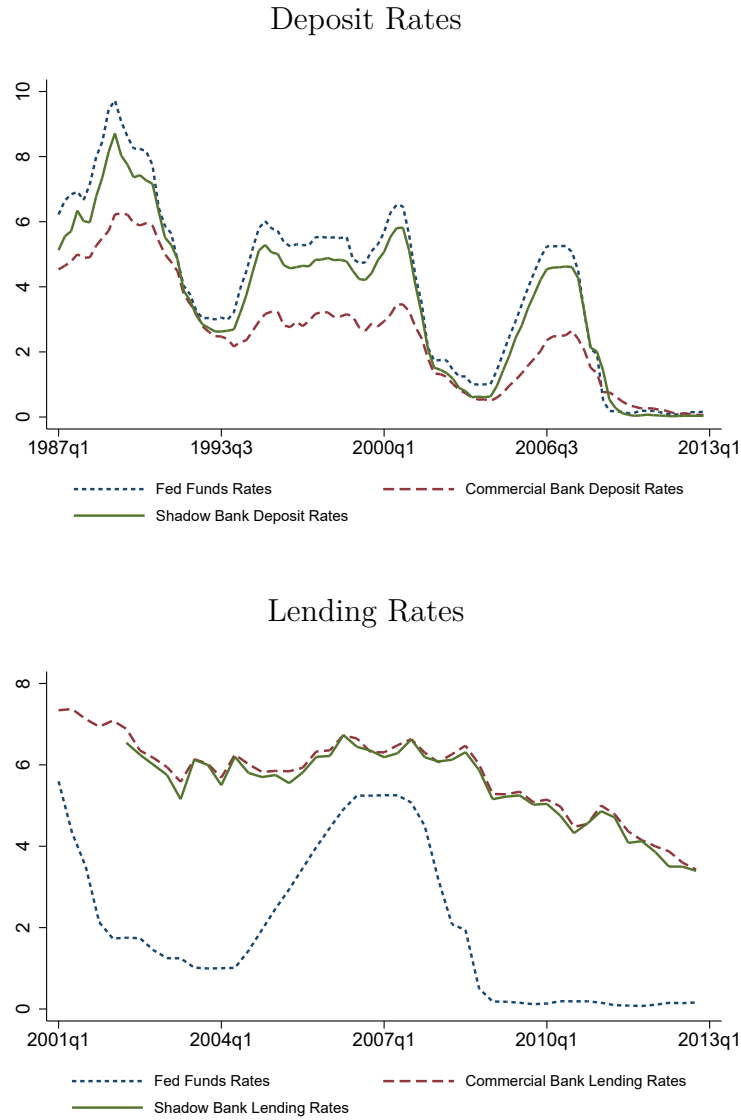 Deposit Rates
10
8
6
4
2
0
1987q1 1993q3 2000q1 2006q3 2013q1
Fed Funds Rates Commercial Bank Deposit Rates
Shadow Bank Deposit Rates
Lending Rates
8
6
4
2
0
2001q1 2004q1 2007q1 2010q1 2013q1
Fed Funds Rates Commercial Bank Lending Rates
Shadow Bank Lending Rates